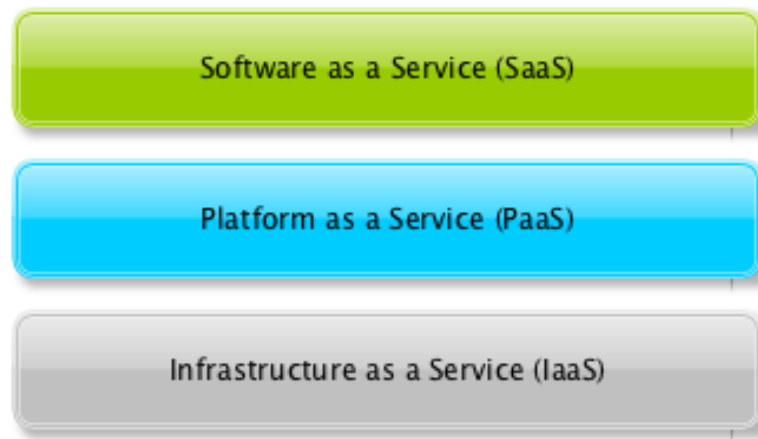 Software as a Service (SaaS)
Platform as a Service (PaaS)
Infrastructure as a Service (IaaS)